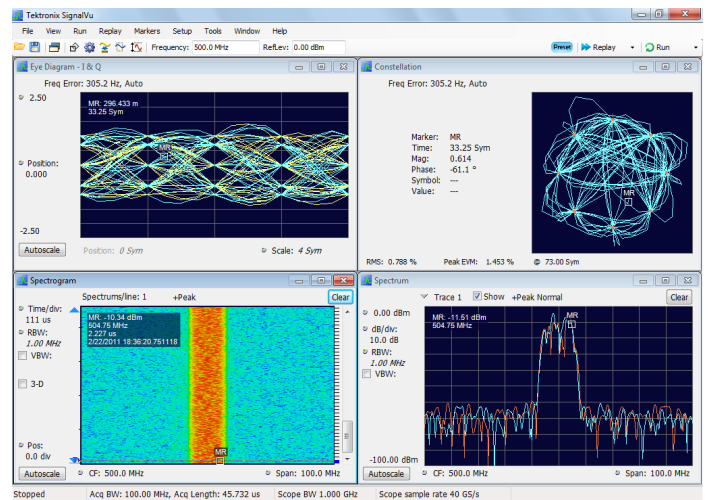 Tektronix SignalVu
File View Run Replay Markers Setup Tools Window Help
Frequency: 500.0 MHz RefLev: 0.00 dBm Preset Replay Run
Eye Diagram - I & Q
Freq Error: 305.2 Hz, Auto
2.50
MR: 296.433 m
33.25 Sym
MR
Position:
0.000
-2.50
Autoscale Position: 0 Sym Scale: 4 Sym
Constellation
Freq Error: 305.2 Hz, Auto
Marker: MR
Time: 33.25 Sym
Mag: 0.614
Phase: -61.1 °
Symbol: ---
Value: ---
MR
RMS: 0.788 % Peak EVM: 1.453 % @ 73.00 Sym
Spectrogram
Spectrums/line: 1 +Peak Clear
Time/div:
111 us
RBW:
1.00 MHz
VBW:
3-D
MR: -10.34 dBm
504.75 MHz
2.227 us
2/22/2011 18:36:20.751118
MR
Pos:
0.0 div
Autoscale CF: 500.0 MHz Span: 100.0 MHz
Spectrum
Trace 1 Show +Peak Normal Clear
0.00 dBm
dB/div:
10.0 dB
RBW:
1.00 MHz
VBW:
MR: -11.51 dBm
504.75 MHz
MR
-100.00 dBm
Autoscale CF: 500.0 MHz Span: 100.0 MHz
Stopped Acq BW: 100.00 MHz, Acq Length: 45.732 us Scope BW 1.000 GHz Scope sample rate 40 GS/s